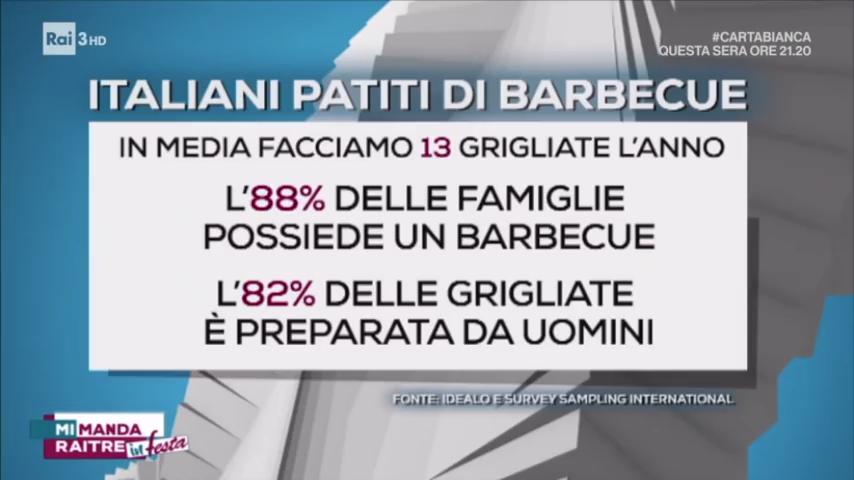 Rai 3HD
#CARTABIANCA
QUESTA SERA ORE 21.20
ITALIANI PATITI DI BARBECUE
IN MEDIA FACCIAMO 13 GRIGLIATE L'ANNO
L'88% DELLE FAMIGLIE
POSSIEDE UN BARBECUE
L'82% DELLE GRIGLIATE
È PREPARATA DA UOMINI
FONTE: IDEALO E SURVEY SAMPLING INTERNATIONAL
MI MANDA
RAITRE in festa